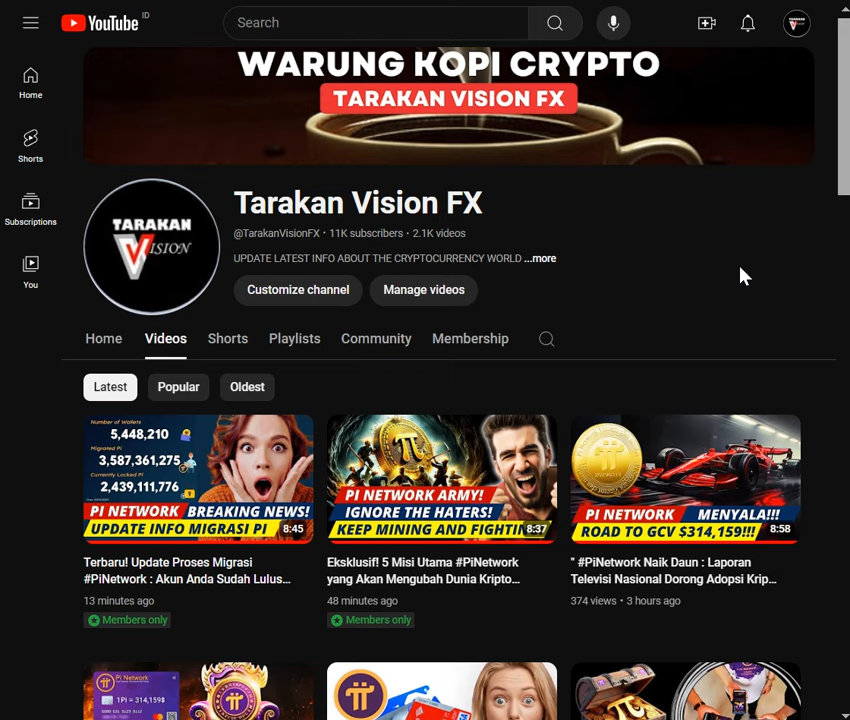 YouTube ID
Search
WARUNG KOPI CRYPTO
TARAKAN VISION FX
Home
Shorts
Subscriptions
You
TARAKAN
VISION
Tarakan Vision FX
@TarakanVisionFX • 11K subscribers • 2.1K videos
UPDATE LATEST INFO ABOUT THE CRYPTOCURRENCY WORLD ...more
Customize channel
Manage videos
Home
Videos
Shorts
Playlists
Community
Membership
Latest
Popular
Oldest
Number of Wallets
5,448,210
Migrated Pi
3,587,361,275
Currently Locked Pi
2,439,111,776
PI NETWORK BREAKING NEWS!
UPDATE INFO MIGRASI PI
8:45
Terbaru! Update Proses Migrasi
#PiNetwork : Akun Anda Sudah Lulus...
13 minutes ago
Members only
PI NETWORK ARMY!
IGNORE THE HATERS!
KEEP MINING AND FIGHTIN
8:37
Eksklusif! 5 Misi Utama #PiNetwork
yang Akan Mengubah Dunia Kripto...
48 minutes ago
Members only
PI NETWORK MENYALA!!!
ROAD TO GCV $314,159!!!
8:58
" #PiNetwork Naik Daun : Laporan
Televisi Nasional Dorong Adopsi Krip...
374 views • 3 hours ago
Pi Network
1Pi = 314,159$